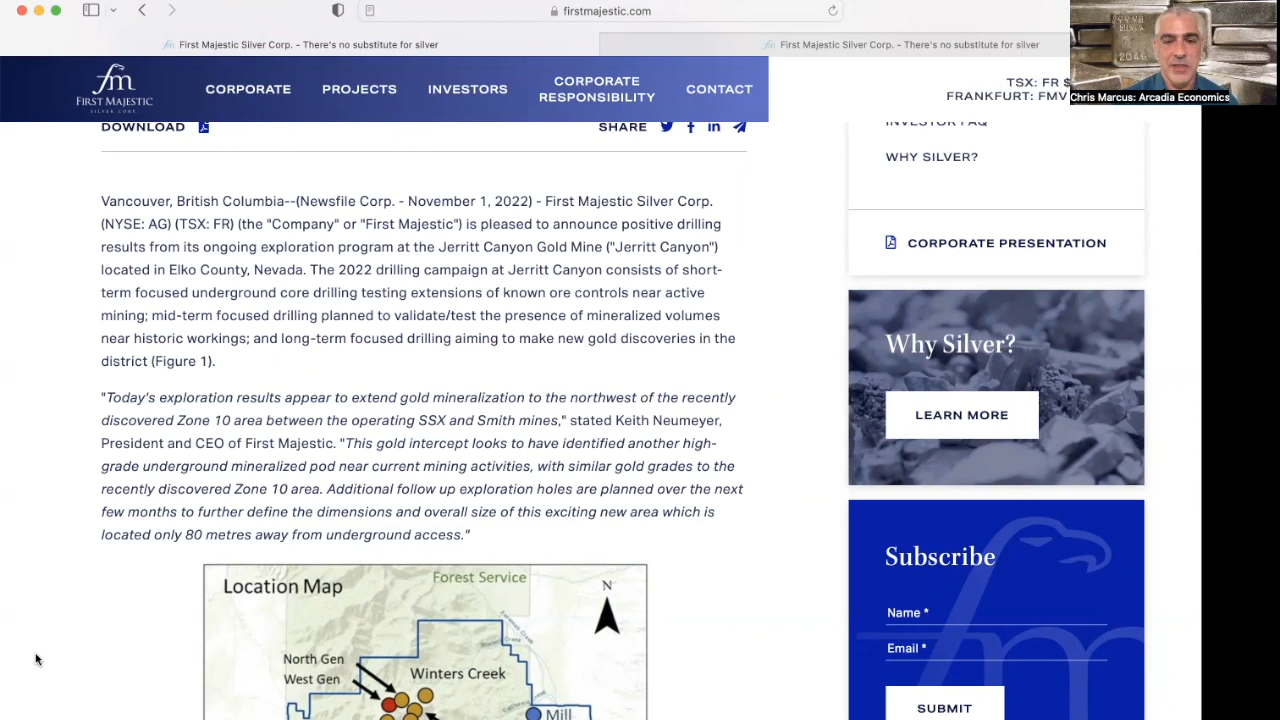 firstmajestic.com
First Majestic Silver Corp. - There's no substitute for silver
First Majestic Silver Corp. - There's no substitute for silver
fm
FIRST MAJESTIC
SILVER CORP.
CORPORATE
PROJECTS
INVESTORS
CORPORATE
RESPONSIBILITY
CONTACT
TSX: FR $
FRANKFURT: FMV
Chris Marcus: Arcadia Economics
DOWNLOAD
SHARE
Vancouver, British Columbia--(Newsfile Corp. - November 1, 2022) - First Majestic Silver Corp.
(NYSE: AG) (TSX: FR) (the "Company" or "First Majestic") is pleased to announce positive drilling
results from its ongoing exploration program at the Jerritt Canyon Gold Mine ("Jerritt Canyon")
located in Elko County, Nevada. The 2022 drilling campaign at Jerritt Canyon consists of short-
term focused underground core drilling testing extensions of known ore controls near active
mining; mid-term focused drilling planned to validate/test the presence of mineralized volumes
near historic workings; and long-term focused drilling aiming to make new gold discoveries in the
district (Figure 1).
"Today's exploration results appear to extend gold mineralization to the northwest of the recently
discovered Zone 10 area between the operating SSX and Smith mines," stated Keith Neumeyer,
President and CEO of First Majestic. "This gold intercept looks to have identified another high-
grade underground mineralized pod near current mining activities, with similar gold grades to the
recently discovered Zone 10 area. Additional follow up exploration holes are planned over the next
few months to further define the dimensions and overall size of this exciting new area which is
located only 80 metres away from underground access."
Location Map
Forest Service
N
North Gen
West Gen
Winters Creek
Mill
INVESTOR FAQ
WHY SILVER?
CORPORATE PRESENTATION
Why Silver?
LEARN MORE
Subscribe
Name *
Email *
SUBMIT